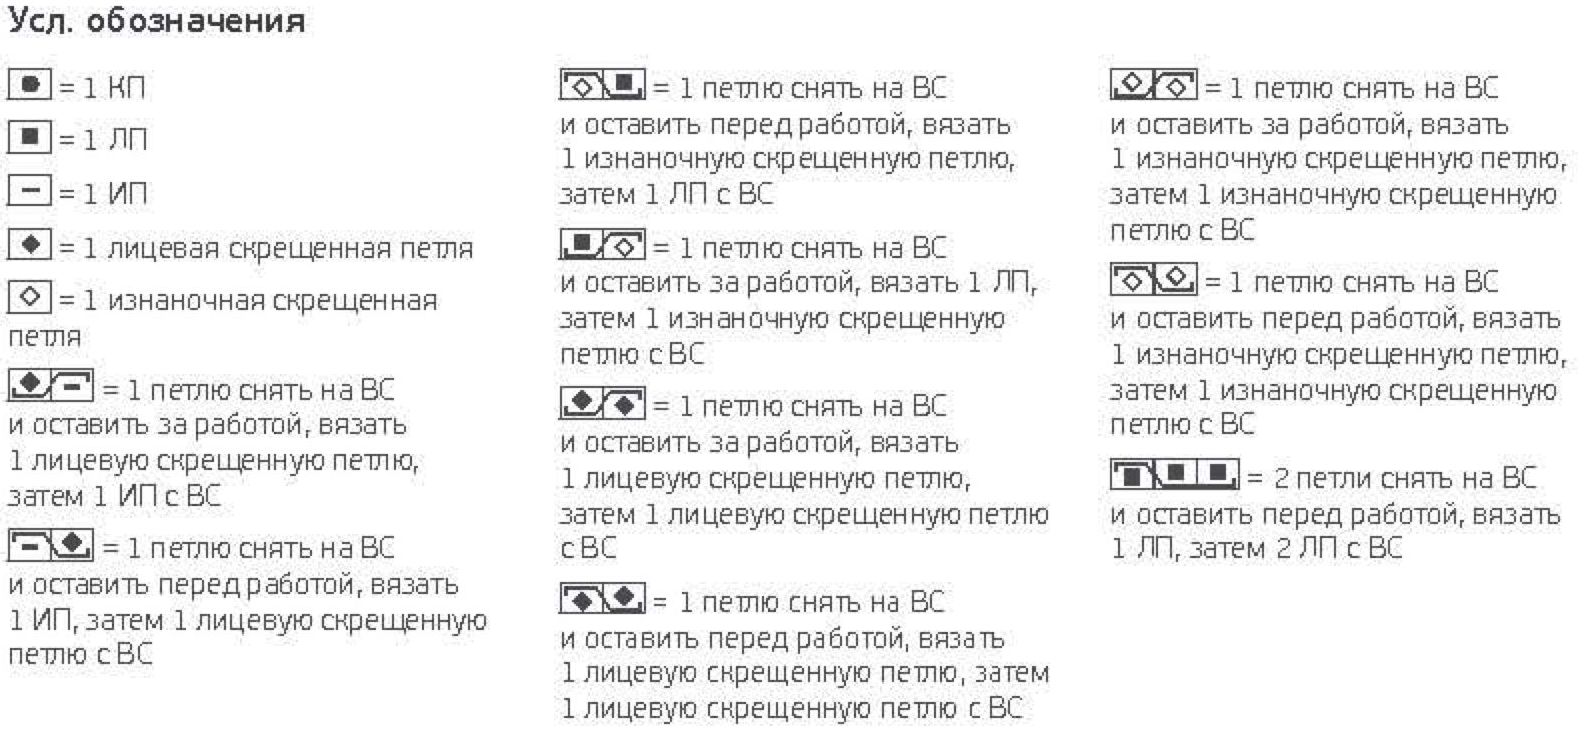 Усл. обозначения
= 1 КП
= 1 ЛП
= 1 ИП
= 1 лицевая скрещенная петля
= 1 изнаночная скрещенная
петля
= 1 петлю снять на ВС
и оставить за работой, вязать
1 лицевую скрещенную петлю,
затем 1 ИП с ВС
= 1 петлю снять на ВС
и оставить перед работой, вязать
1 ИП, затем 1 лицевую скрещенную
петлю с ВС
= 1 петлю снять на ВС
и оставить перед работой, вязать
1 изнаночную скрещенную петлю,
затем 1 ЛП с ВС
= 1 петлю снять на ВС
и оставить за работой, вязать 1 ЛП,
затем 1 изнаночную скрещенную
петлю с ВС
= 1 петлю снять на ВС
и оставить за работой, вязать
1 лицевую скрещенную петлю,
затем 1 лицевую скрещенную петлю
с ВС
= 1 петлю снять на ВС
и оставить перед работой, вязать
1 лицевую скрещенную петлю, затем
1 лицевую скрещенную петлю с ВС
= 1 петлю снять на ВС
и оставить за работой, вязать
1 изнаночную скрещенную петлю,
затем 1 изнаночную скрещенную
петлю с ВС
= 1 петлю снять на ВС
и оставить перед работой, вязать
1 изнаночную скрещенную петлю,
затем 1 изнаночную скрещенную
петлю с ВС
= 2 петли снять на ВС
и оставить перед работой, вязать
1 ЛП, затем 2 ЛП с ВС